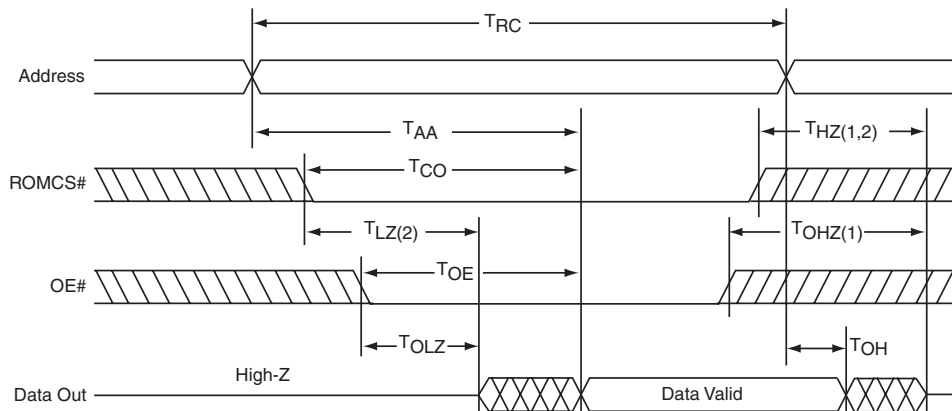 TRC
Address
TAA
THZ(1,2)
ROMCS#
TCO
TLZ(2)
TOHZ(1)
OE#
TOE
TOLZ
TOH
High-Z
Data Out
Data Valid